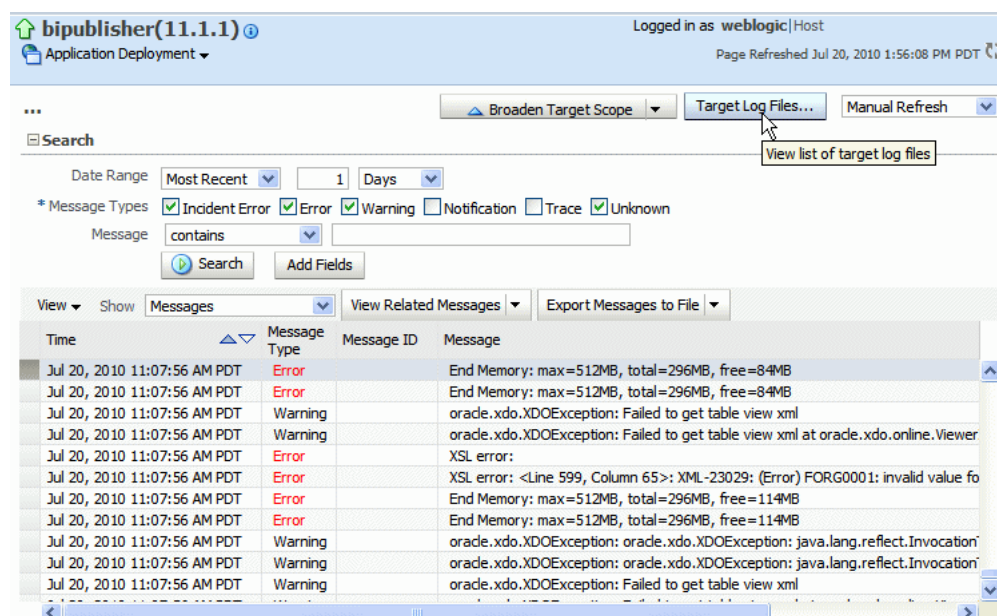 bipublisher(11.1.1)
Logged in as weblogic|Host
Application Deployment
Page Refreshed Jul 20, 2010 1:56:08 PM PDT
...
Broaden Target Scope
Target Log Files...
Manual Refresh
View list of target log files
Search
Date Range Most Recent 1 Days
* Message Types Incident Error Error Warning Notification Trace Unknown
Message contains
Search Add Fields
View Show Messages View Related Messages Export Messages to File
Time Message Type Message ID Message
Jul 20, 2010 11:07:56 AM PDT Error End Memory: max=512MB, total=296MB, free=84MB
Jul 20, 2010 11:07:56 AM PDT Error End Memory: max=512MB, total=296MB, free=84MB
Jul 20, 2010 11:07:56 AM PDT Warning oracle.xdo.XDOException: Failed to get table view xml
Jul 20, 2010 11:07:56 AM PDT Warning oracle.xdo.XDOException: Failed to get table view xml at oracle.xdo.online.Viewer
Jul 20, 2010 11:07:56 AM PDT Error XSL error:
Jul 20, 2010 11:07:56 AM PDT Error XSL error: <Line 599, Column 65>: XML-23029: (Error) FORG0001: invalid value fo
Jul 20, 2010 11:07:56 AM PDT Error End Memory: max=512MB, total=296MB, free=114MB
Jul 20, 2010 11:07:56 AM PDT Error End Memory: max=512MB, total=296MB, free=114MB
Jul 20, 2010 11:07:56 AM PDT Warning oracle.xdo.XDOException: oracle.xdo.XDOException: java.lang.reflect.Invocation
Jul 20, 2010 11:07:56 AM PDT Warning oracle.xdo.XDOException: oracle.xdo.XDOException: java.lang.reflect.Invocation
Jul 20, 2010 11:07:56 AM PDT Warning oracle.xdo.XDOException: Failed to get table view xml